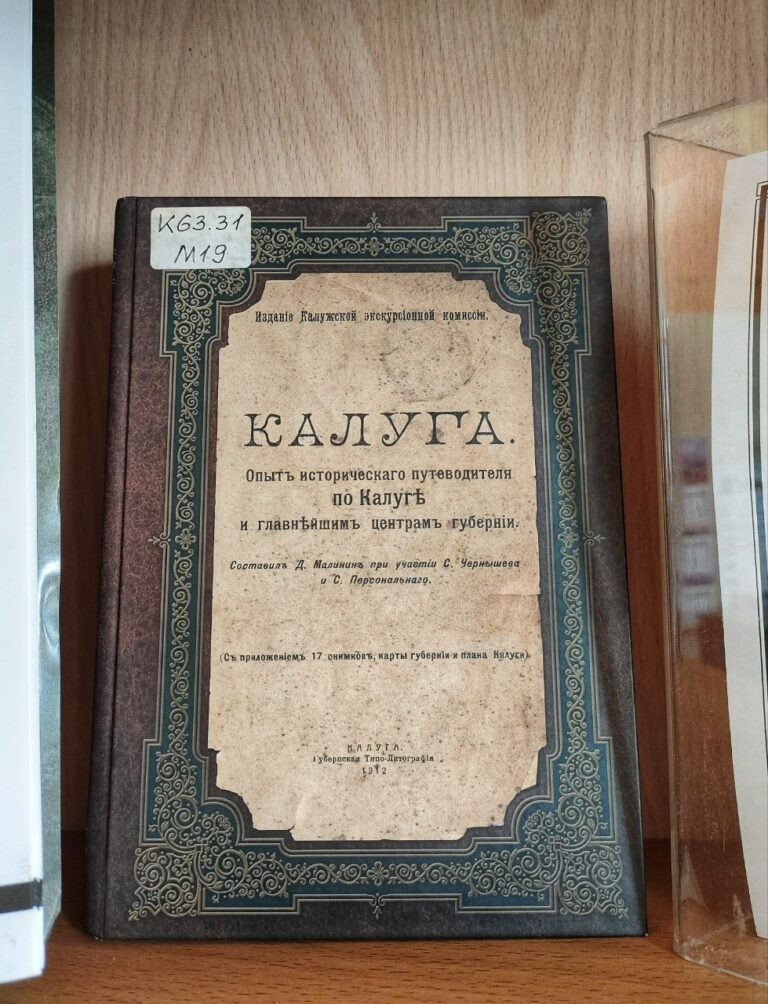 К63.31
М19
Изданіе Калужской экскурсіонной комиссіи.
КАЛУГА.
Опытъ историческаго путеводителя
по Калугѣ
и главнѣйшимъ центрамъ губерніи.
Составилъ Д. Малининъ при участіи С. Чернышева
и С. Персональнаго.
(Съ приложеніемъ 17 снимковъ, карты губерніи и плана Калуги).
КАЛУГА.
Губернская Типо-Литографія
1912